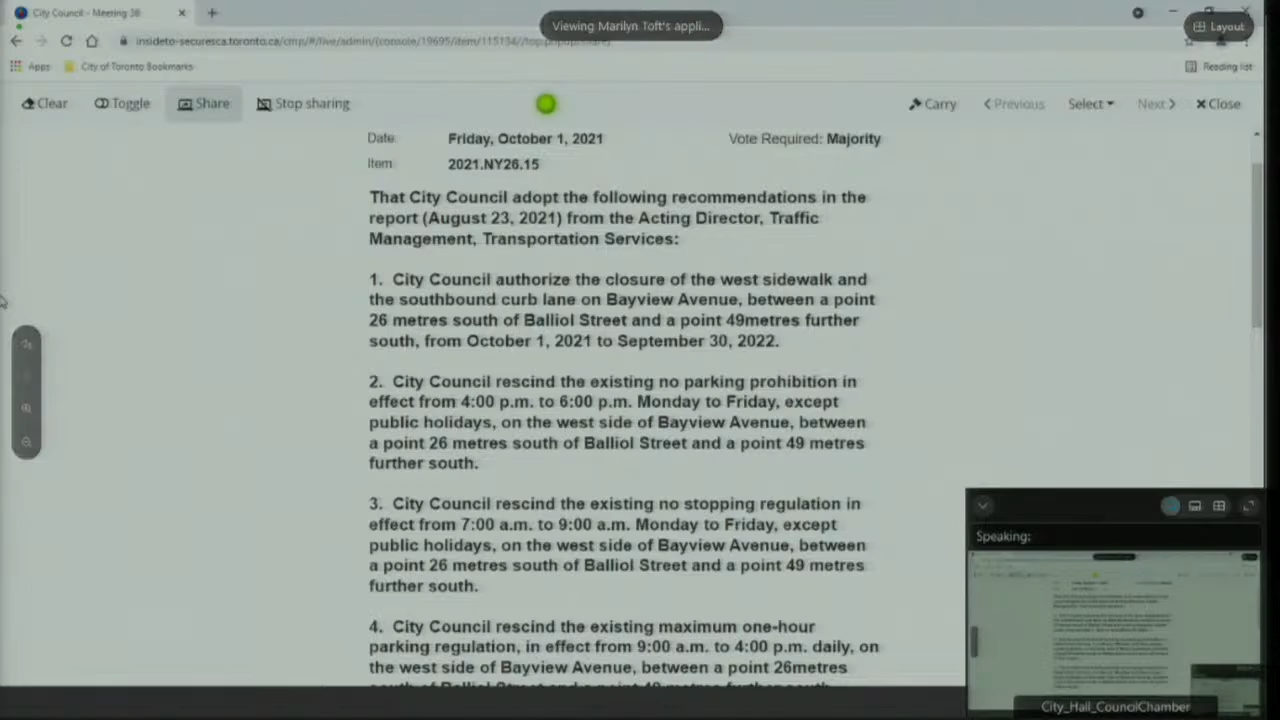 City Council - Meeting 36
Viewing Marilyn Toft's appli...
Layout
Apps
City of Toronto Bookmarks
Reading list
Clear
Toggle
Share
Stop sharing
Carry
Previous
Select
Next
Close
Date:
Friday, October 1, 2021
Vote Required: Majority
Item:
2021.NY26.15
That City Council adopt the following recommendations in the
report (August 23, 2021) from the Acting Director, Traffic
Management, Transportation Services:
1. City Council authorize the closure of the west sidewalk and
the southbound curb lane on Bayview Avenue, between a point
26 metres south of Balliol Street and a point 49metres further
south, from October 1, 2021 to September 30, 2022.
2. City Council rescind the existing no parking prohibition in
effect from 4:00 p.m. to 6:00 p.m. Monday to Friday, except
public holidays, on the west side of Bayview Avenue, between
a point 26 metres south of Balliol Street and a point 49 metres
further south.
3. City Council rescind the existing no stopping regulation in
effect from 7:00 a.m. to 9:00 a.m. Monday to Friday, except
public holidays, on the west side of Bayview Avenue, between
a point 26 metres south of Balliol Street and a point 49 metres
further south.
4. City Council rescind the existing maximum one-hour
parking regulation, in effect from 9:00 a.m. to 4:00 p.m. daily, on
the west side of Bayview Avenue, between a point 26metres
Speaking:
City_Hall_CouncilChamber